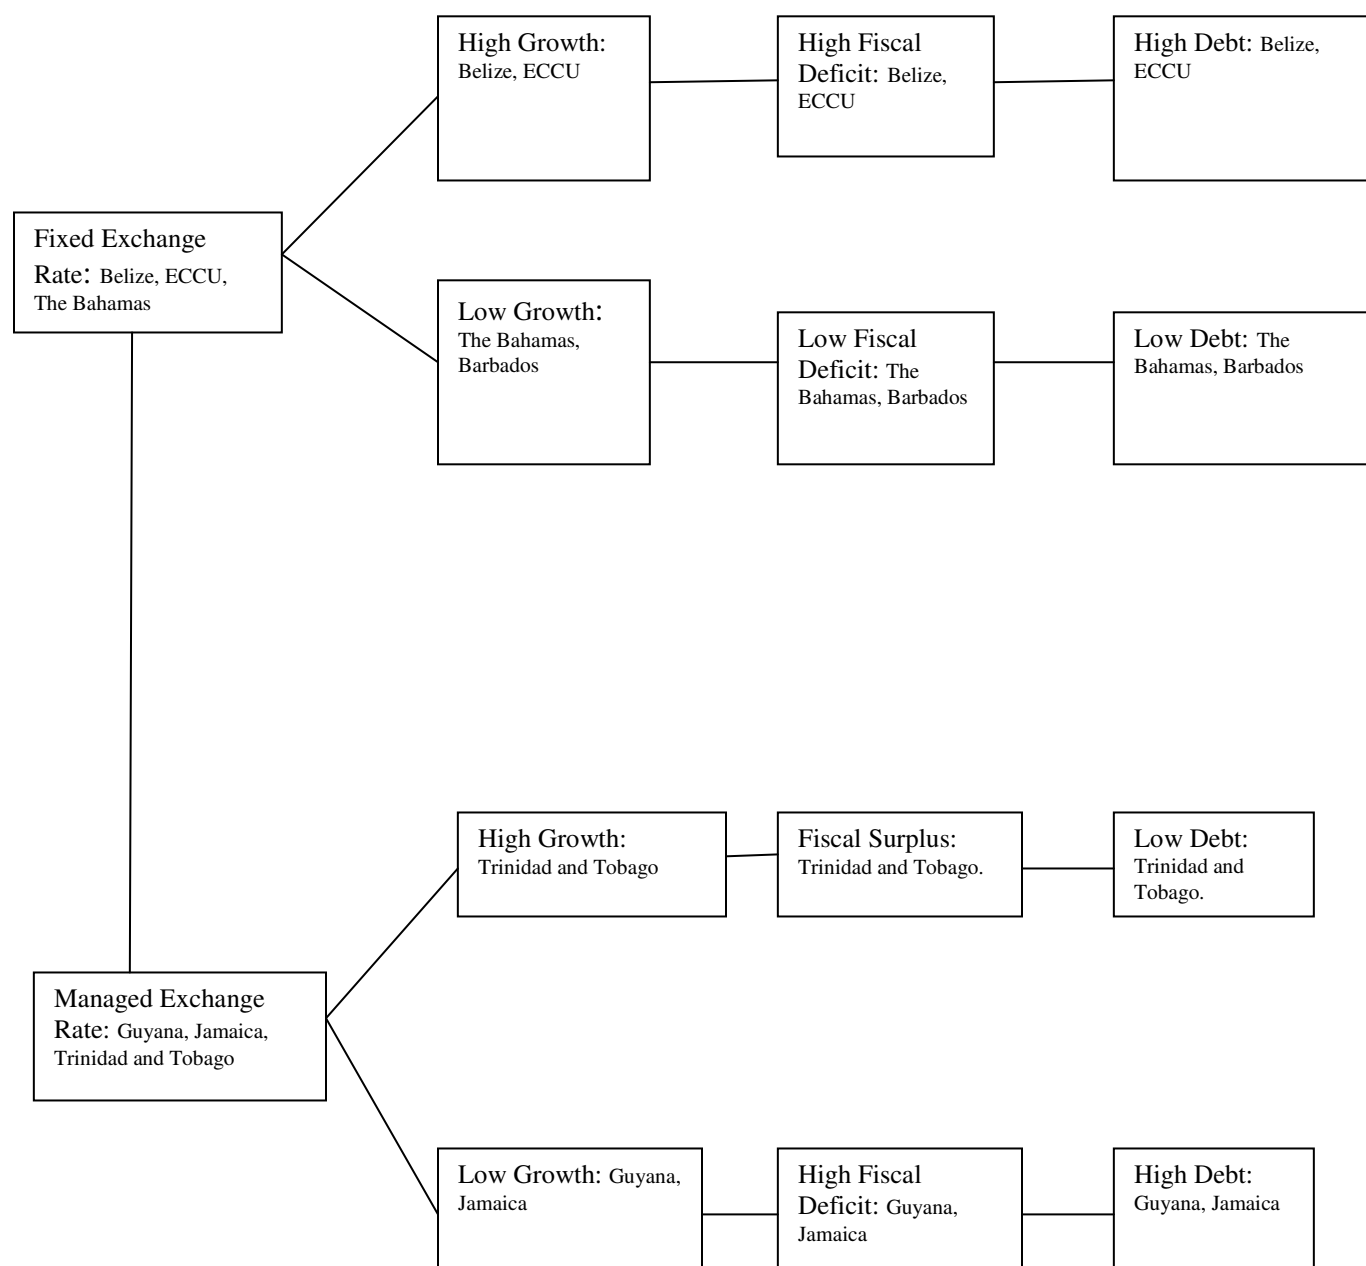 High Growth:
Belize, ECCU
High Fiscal
Deficit: Belize,
ECCU
High Debt: Belize,
ECCU
Fixed Exchange
Rate: Belize, ECCU,
The Bahamas
Low Growth:
The Bahamas,
Barbados
Low Fiscal
Deficit: The
Bahamas, Barbados
Low Debt: The
Bahamas, Barbados
High Growth:
Trinidad and Tobago
Fiscal Surplus:
Trinidad and Tobago.
Low Debt:
Trinidad and
Tobago.
Managed Exchange
Rate: Guyana, Jamaica,
Trinidad and Tobago
Low Growth: Guyana,
Jamaica
High Fiscal
Deficit: Guyana,
Jamaica
High Debt:
Guyana, Jamaica